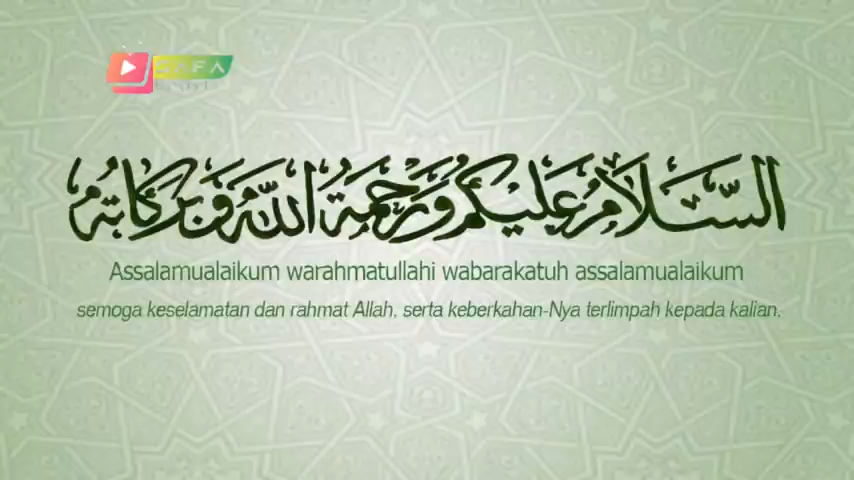 SAFA
السَّلَامُ عَلَيْكُمْ وَرَحْمَةُ اللهِ وَبَرَكَاتُهُ
Assalamualaikum warahmatullahi wabarakatuh assalamualaikum
semoga keselamatan dan rahmat Allah, serta keberkahan-Nya terlimpah kepada kalian.